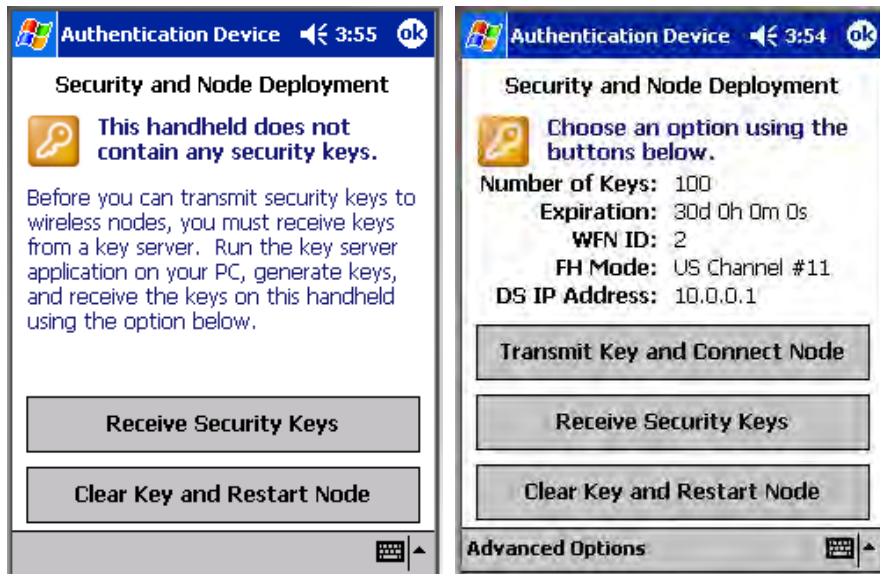 Authentication Device 3:55 ok
Security and Node Deployment
This handheld does not
contain any security keys.
Before you can transmit security keys to
wireless nodes, you must receive keys
from a key server. Run the key server
application on your PC, generate keys,
and receive the keys on this handheld
using the option below.
Receive Security Keys
Clear Key and Restart Node
Authentication Device 3:54 ok
Security and Node Deployment
Choose an option using the
buttons below.
Number of Keys: 100
Expiration: 30d 0h 0m 0s
WFN ID: 2
FH Mode: US Channel #11
DS IP Address: 10.0.0.1
Transmit Key and Connect Node
Receive Security Keys
Clear Key and Restart Node
Advanced Options